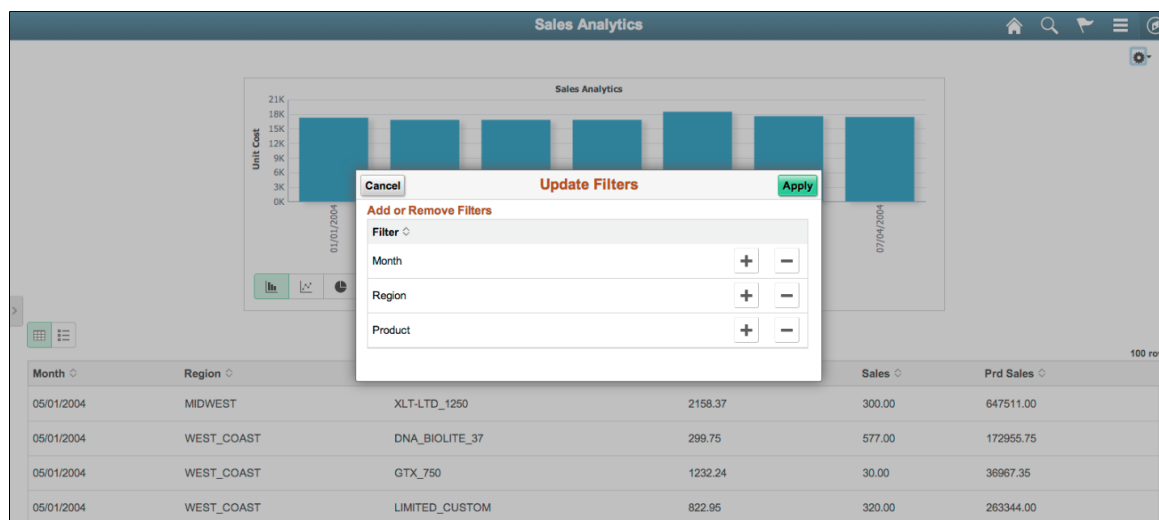 Sales Analytics
Sales Analytics
Unit Cost
21K
18K
15K
12K
9K
6K
3K
0K
01/01/2004
07/04/2004
Cancel
Update Filters
Apply
Add or Remove Filters
Filter
Month
Region
Product
100 ro
Month Region Sales Prd Sales
05/01/2004 MIDWEST XLT-LTD_1250 2158.37 300.00 647511.00
05/01/2004 WEST_COAST DNA_BIOLITE_37 299.75 577.00 172955.75
05/01/2004 WEST_COAST GTX_750 1232.24 30.00 36967.35
05/01/2004 WEST_COAST LIMITED_CUSTOM 822.95 320.00 263344.00